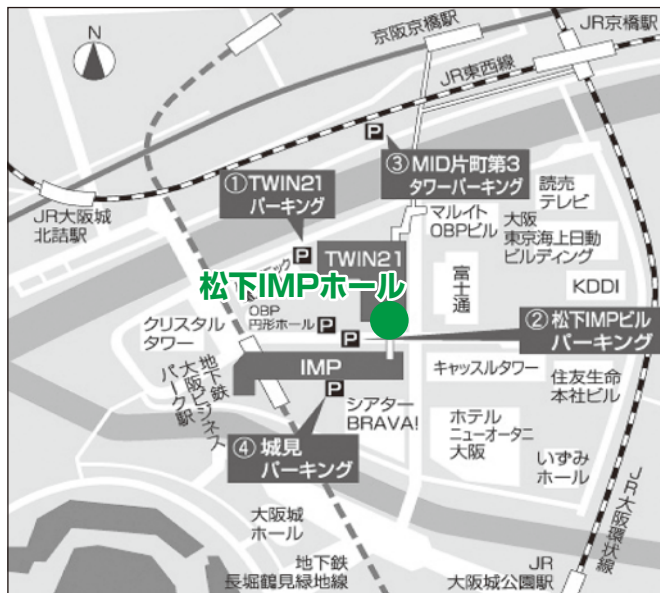 N
京阪京橋駅
JR京橋駅
JR東西線
P
③MID片町第3
タワーパーキング
①TWIN21
パーキング
JR大阪城
北詰駅
P
TWIN21
マルイト
OBPビル
読売
テレビ
大阪
東京海上日動
ビルディング
富士通
KDDI
松下IMPホール
OBP
円形ホール
P
P
②松下IMPビル
パーキング
クリスタル
タワー
IMP
P
キャッスルタワー
住友生命
本社ビル
地下鉄
大阪ビジネス
パーク駅
シアター
BRAVA!
④城見
パーキング
ホテル
ニューオータニ
大阪
いずみ
ホール
大阪城
ホール
地下鉄
長堀鶴見緑地線
JR
大阪城公園駅
JR大阪環状線